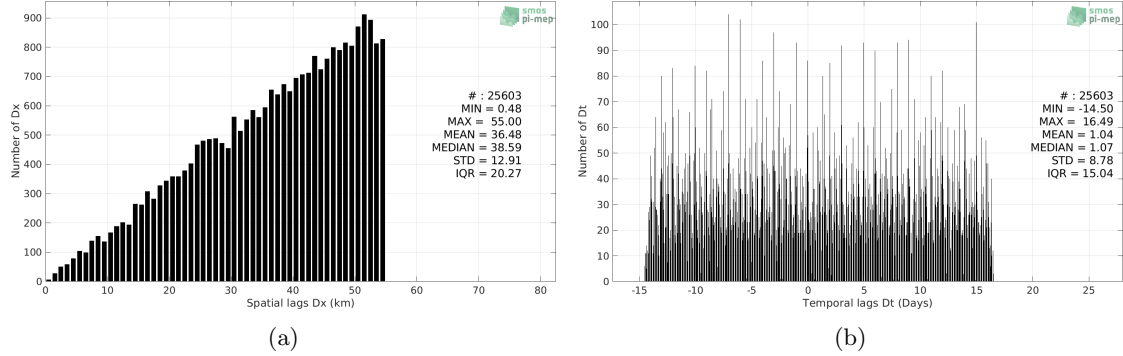 900
800
700
600
500
400
300
200
100
0
Number of Dx
0 10 20 30 40 50 60 70 80
Spatial lags Dx (km)
smos
pi-mep
# : 25603
MIN = 0.48
MAX = 55.00
MEAN = 36.48
MEDIAN = 38.59
STD = 12.91
IQR = 20.27
(a)
100
90
80
70
60
50
40
30
20
10
0
Number of Dt
-15 -10 -5 0 5 10 15 20 25
Temporal lags Dt (Days)
smos
pi-mep
# : 25603
MIN = -14.50
MAX = 16.49
MEAN = 1.04
MEDIAN = 1.07
STD = 8.78
IQR = 15.04
(b)